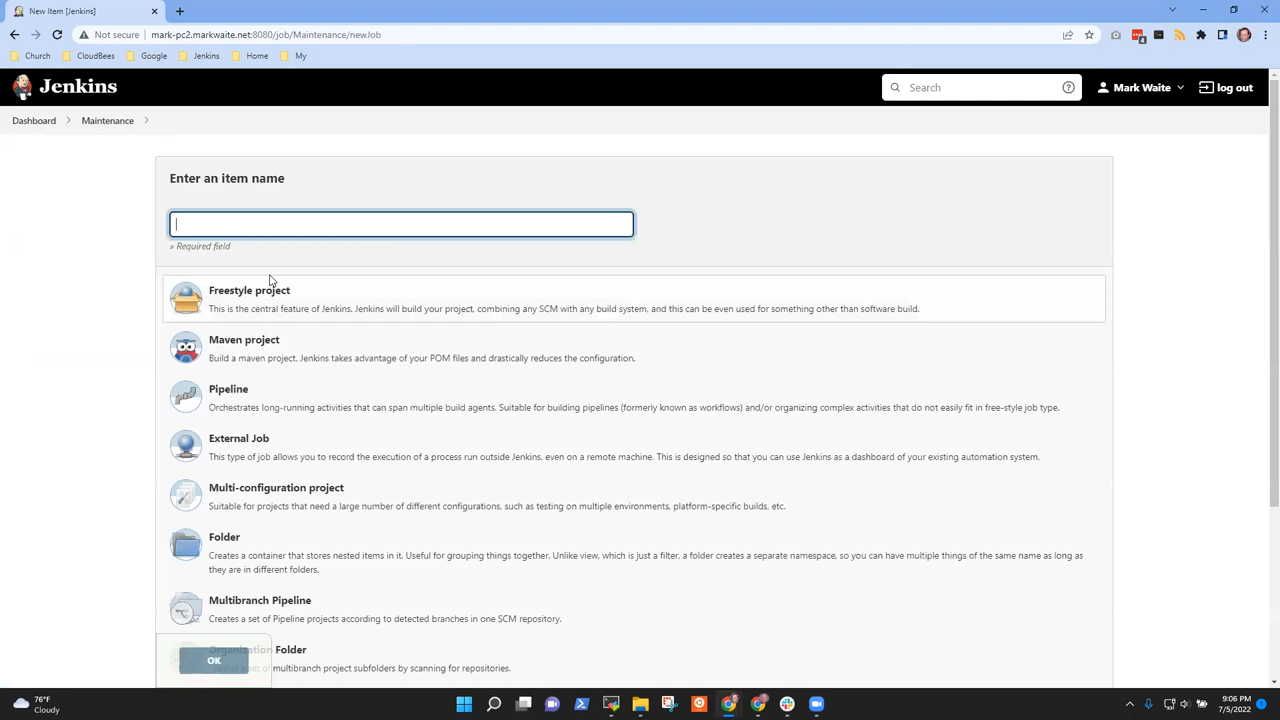 New Item [Jenkins]
Not secure mark-pc2.markwaite.net:8080/job/Maintenance/newJob
4
Church CloudBees Google Jenkins Home My
Jenkins Search Mark Waite log out
Dashboard Maintenance
Enter an item name
» Required field
Freestyle project
This is the central feature of Jenkins. Jenkins will build your project, combining any SCM with any build system, and this can be even used for something other than software build.
Maven project
Build a maven project. Jenkins takes advantage of your POM files and drastically reduces the configuration.
Pipeline
Orchestrates long-running activities that can span multiple build agents. Suitable for building pipelines (formerly known as workflows) and/or organizing complex activities that do not easily fit in free-style job type.
External Job
This type of job allows you to record the execution of a process run outside Jenkins, even on a remote machine. This is designed so that you can use Jenkins as a dashboard of your existing automation system.
Multi-configuration project
Suitable for projects that need a large number of different configurations, such as testing on multiple environments, platform-specific builds, etc.
Folder
Creates a container that stores nested items in it. Useful for grouping things together. Unlike view, which is just a filter, a folder creates a separate namespace, so you can have multiple things of the same name as long as
they are in different folders.
Multibranch Pipeline
Creates a set of Pipeline projects according to detected branches in one SCM repository.
Organization Folder
Creates a set of multibranch project subfolders by scanning for repositories.
OK
76°F
Cloudy
9:06 PM
7/5/2022